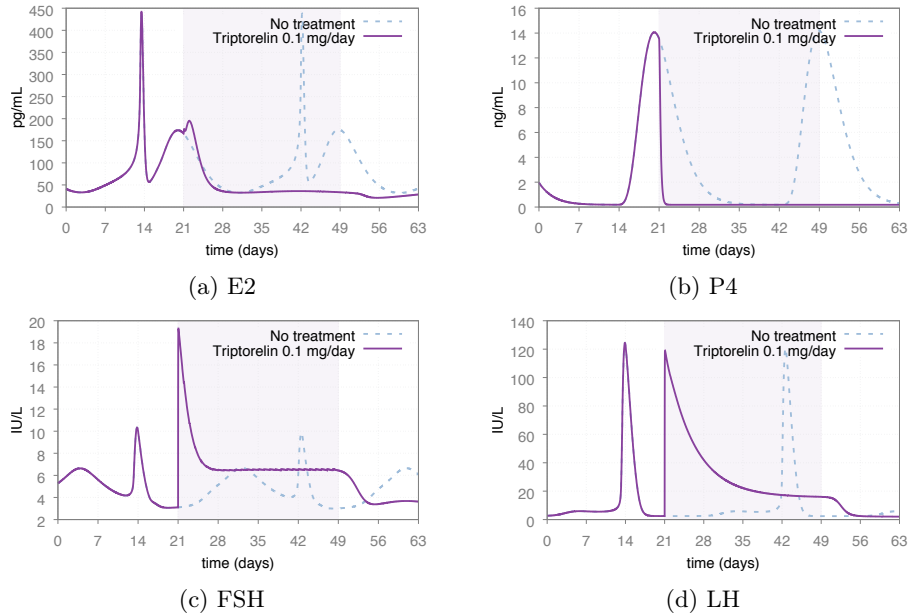 No treatment
Triptorelin 0.1 mg/day
450
400
350
300
250
200
150
100
50
0
pg/mL
0 7 14 21 28 35 42 49 56 63
time (days)
(a) E2
No treatment
Triptorelin 0.1 mg/day
16
14
12
10
8
6
4
2
0
ng/mL
0 7 14 21 28 35 42 49 56 63
time (days)
(b) P4
No treatment
Triptorelin 0.1 mg/day
20
18
16
14
12
10
8
6
4
2
IU/L
0 7 14 21 28 35 42 49 56 63
time (days)
(c) FSH
No treatment
Triptorelin 0.1 mg/day
140
120
100
80
60
40
20
0
IU/L
0 7 14 21 28 35 42 49 56 63
time (days)
(d) LH